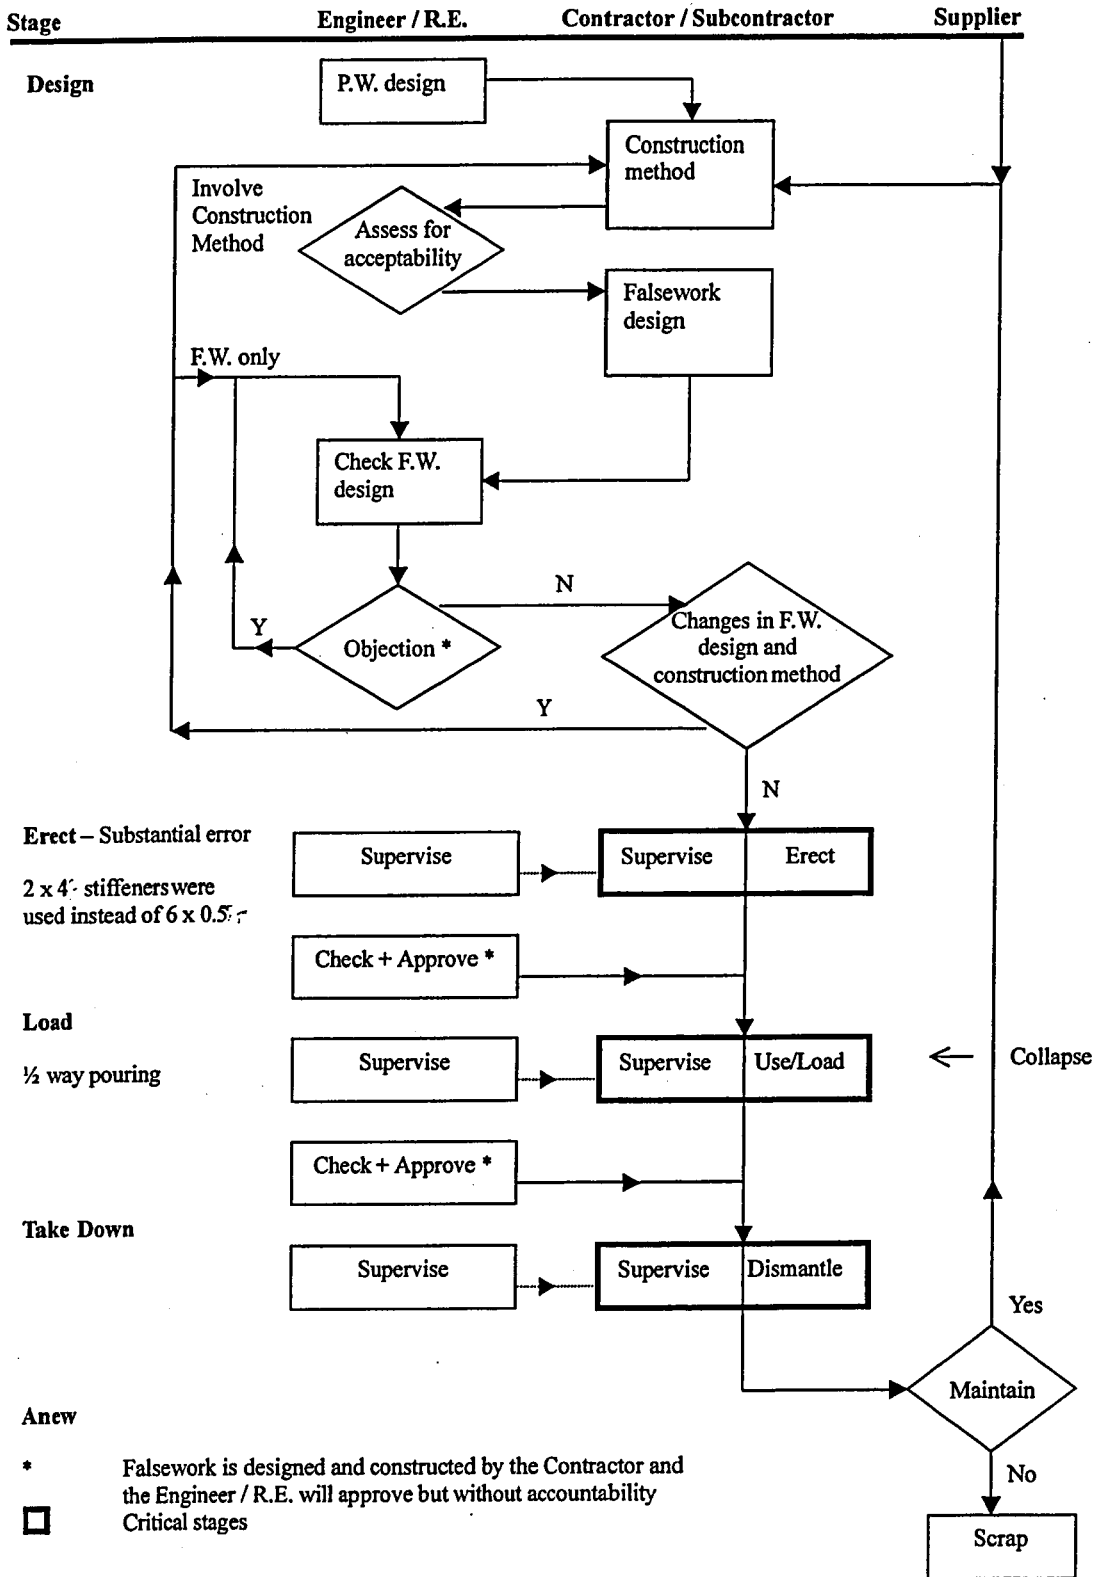 Stage Engineer / R.E. Contractor / Subcontractor Supplier
Design
P.W. design
Construction
method
Involve
Construction
Method
Assess for
acceptability
Falsework
design
F.W. only
Check F.W.
design
N
Y
Objection *
Changes in F.W.
design and
construction method
Y
N
Erect – Substantial error
Supervise
Supervise
Erect
2 x 4 stiffeners were
used instead of 6 x 0.5
Check + Approve *
Load
Supervise
Supervise
Use/Load
Collapse
½ way pouring
Check + Approve *
Take Down
Supervise
Supervise
Dismantle
Yes
Maintain
Anew
* Falsework is designed and constructed by the Contractor and
the Engineer / R.E. will approve but without accountability
Critical stages
No
Scrap